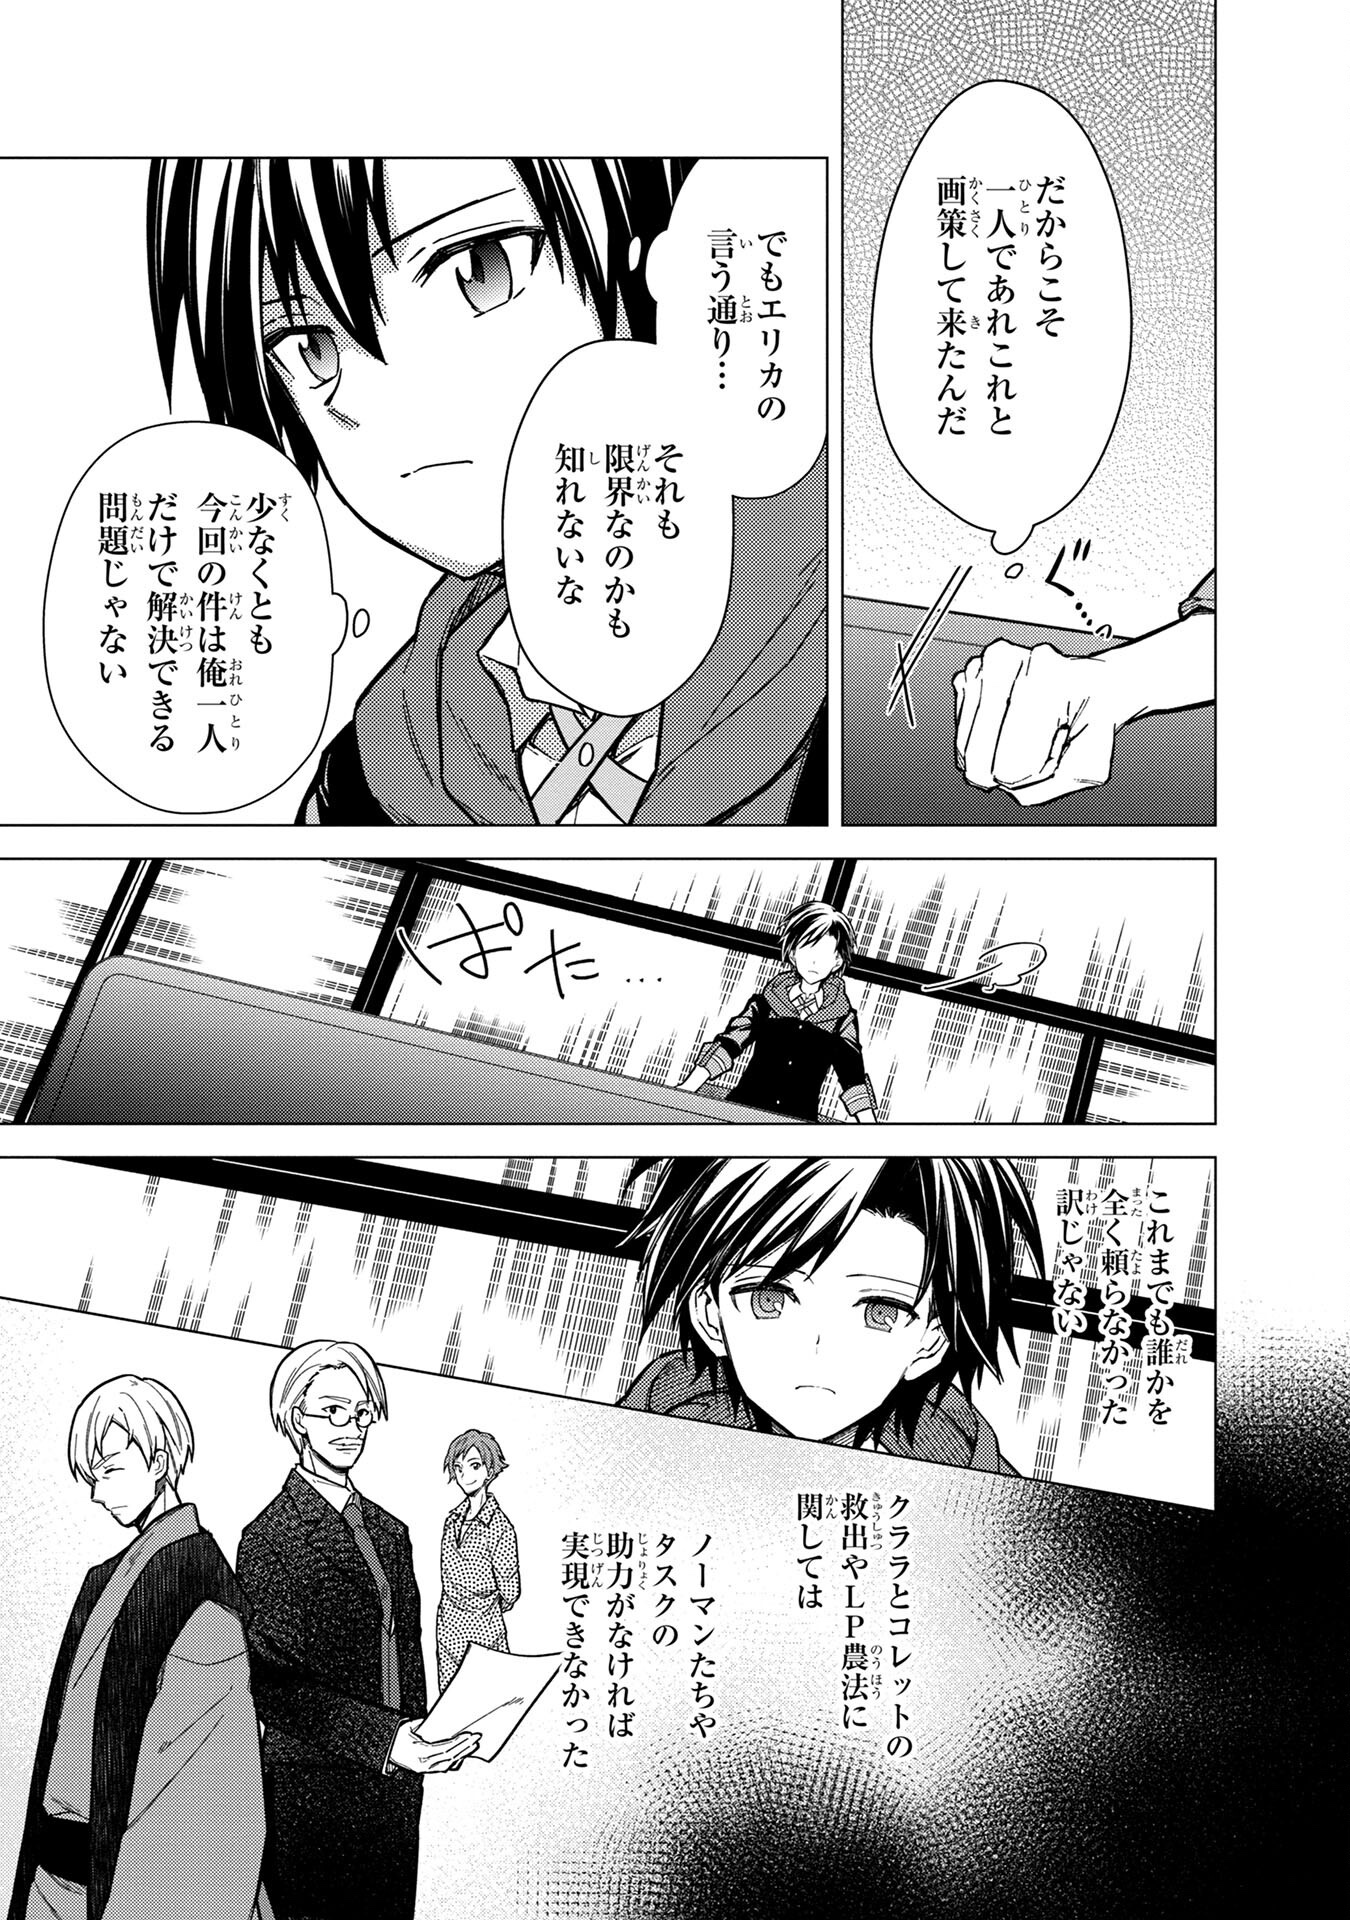 だからこそ
一人であれこれと
画策して来たんだ
ぐ…
でもエリカの
言う通り…
それも
限界なのかも
知れないな
少なくとも
今回の件は俺一人
だけで解決できる
問題じゃない
ぱた…
これまでも誰かを
全く頼らなかった
訳じゃない
クララとコレットの
救出やLP農法に
関しては
ノーマンたちや
タスクの
助力がなければ
実現できなかった